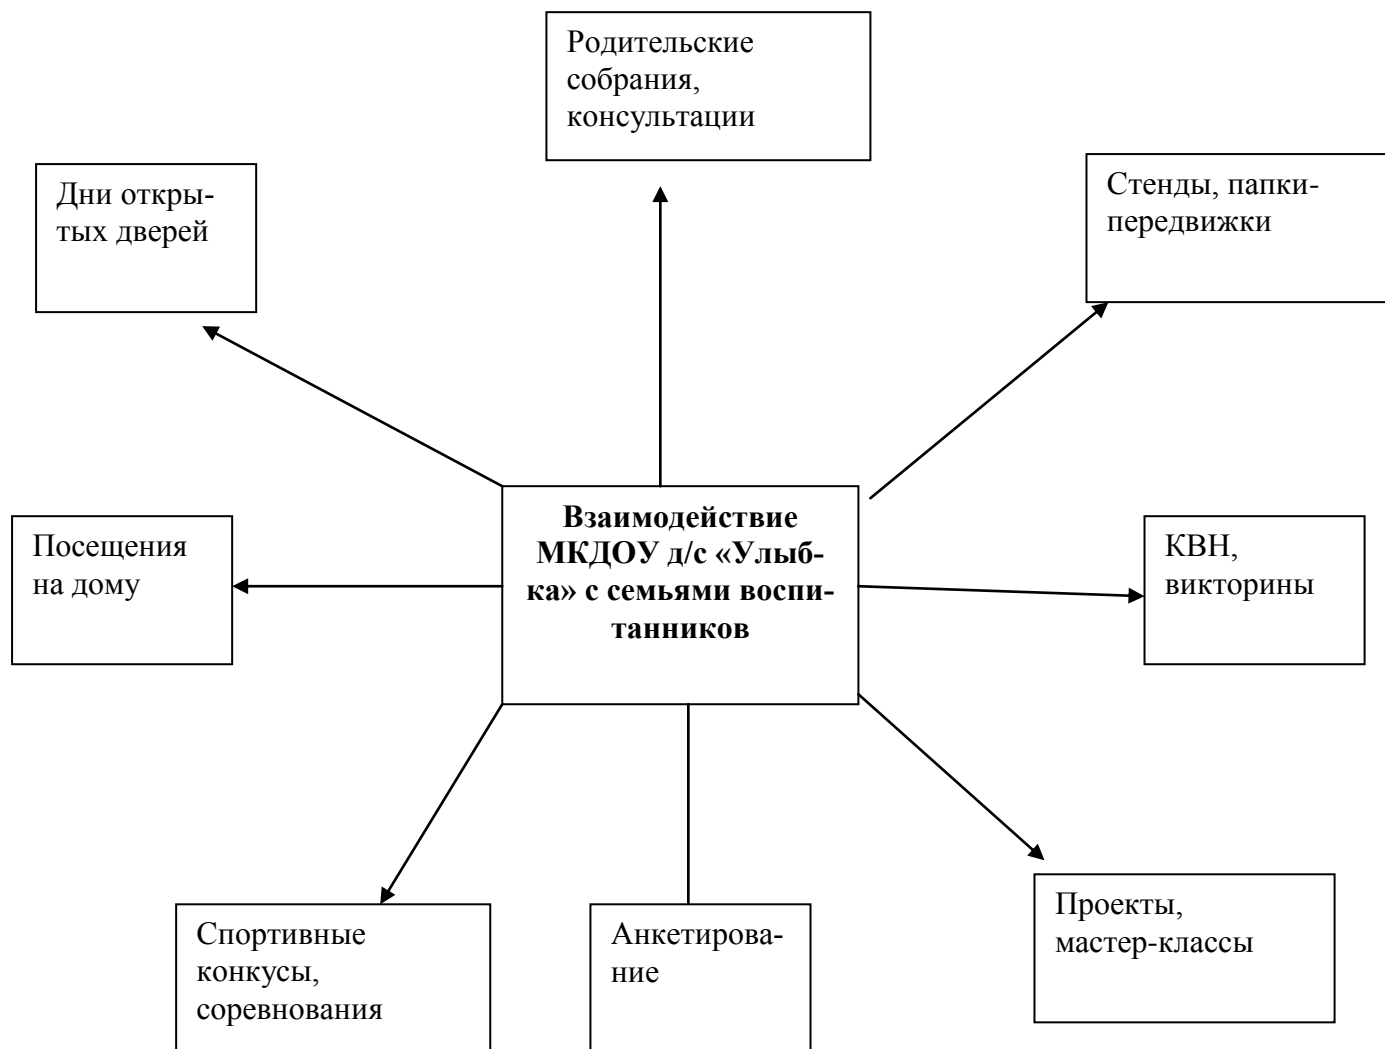 Родительские
собрания,
консультации
Дни откры-
тых дверей
Стенды, папки-
передвижки
Взаимодействие
МКДОУ д/с «Улыб-
ка» с семьями воспи-
танников
Посещения
на дому
КВН,
викторины
Спортивные
конкусы,
соревнования
Анкетирова-
ние
Проекты,
мастер-классы